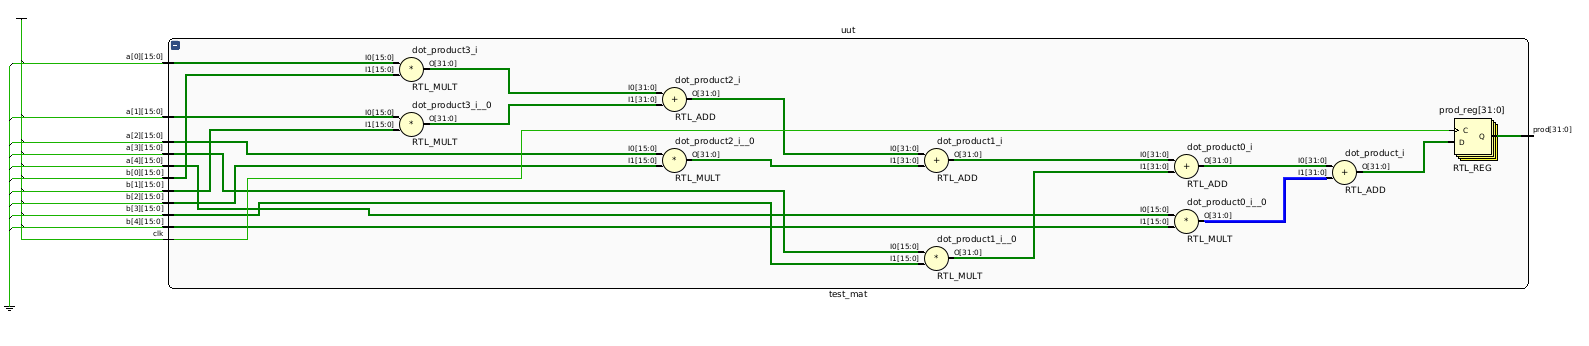 uut
a[0][15:0]
a[1][15:0]
a[2][15:0]
a[3][15:0]
a[4][15:0]
b[0][15:0]
b[1][15:0]
b[2][15:0]
b[3][15:0]
b[4][15:0]
clk
dot_product3_i
I0[15:0]
I1[15:0]
*
O[31:0]
RTL_MULT
dot_product3_i__0
I0[15:0]
I1[15:0]
*
O[31:0]
RTL_MULT
dot_product2_i
I0[31:0]
I1[31:0]
+
O[31:0]
RTL_ADD
dot_product2_i__0
I0[15:0]
I1[15:0]
*
O[31:0]
RTL_MULT
dot_product1_i
I0[31:0]
I1[31:0]
+
O[31:0]
RTL_ADD
dot_product1_i__0
I0[15:0]
I1[15:0]
*
O[31:0]
RTL_MULT
dot_product0_i
I0[31:0]
I1[31:0]
+
O[31:0]
RTL_ADD
dot_product0_i__0
I0[15:0]
I1[15:0]
*
O[31:0]
RTL_MULT
dot_product_i
I0[31:0]
I1[31:0]
+
O[31:0]
RTL_ADD
prod_reg[31:0]
C
D
Q
RTL_REG
prod[31:0]
test_mat